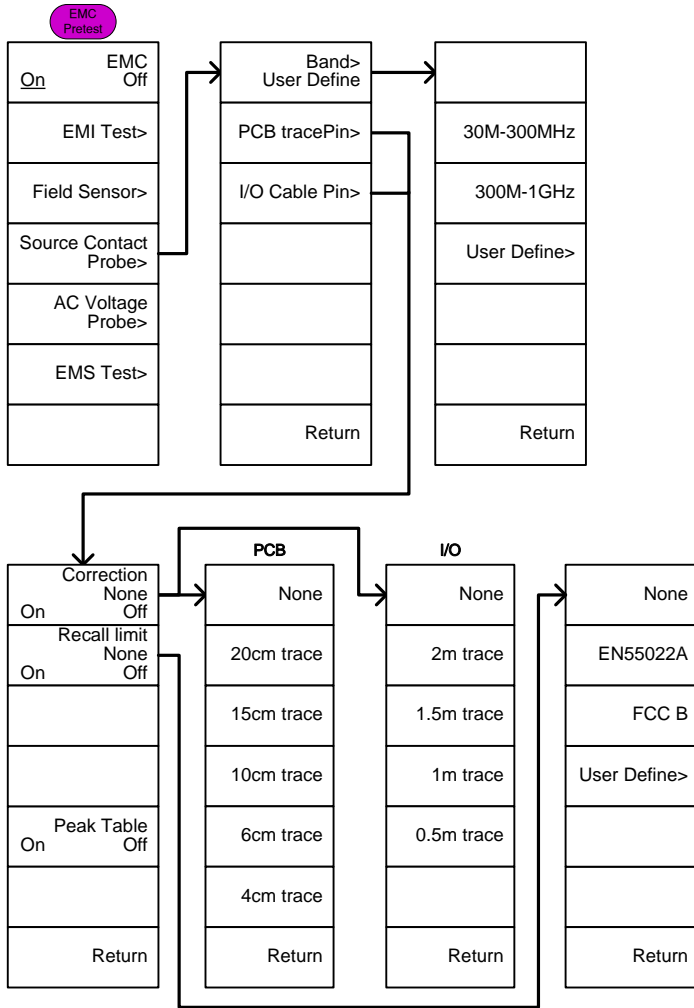 EMC
Pretest
EMC
On Off
EMI Test>
Field Sensor>
Source Contact
Probe>
AC Voltage
Probe>
EMS Test>
Band>
User Define
PCB tracePin>
I/O Cable Pin>
Return
30M-300MHz
300M-1GHz
User Define>
Return
Correction
None
On Off
Recall limit
None
On Off
Peak Table
On Off
Return
PCB
None
20cm trace
15cm trace
10cm trace
6cm trace
4cm trace
Return
I/O
None
2m trace
1.5m trace
1m trace
0.5m trace
Return
None
EN55022A
FCC B
User Define>
Return